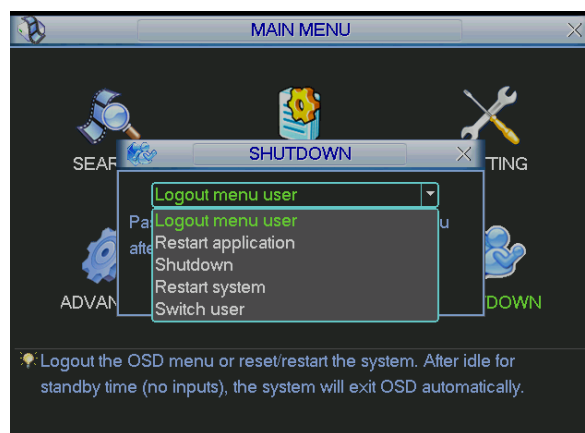 MAIN MENU
SEAR
TING
SHUTDOWN
Logout menu user
Pa
u
Logout menu user
afte
Restart application
Shutdown
Restart system
Switch user
ADVAN
DOWN
Logout the OSD menu or reset/restart the system. After idle for
standby time (no inputs), the system will exit OSD automatically.